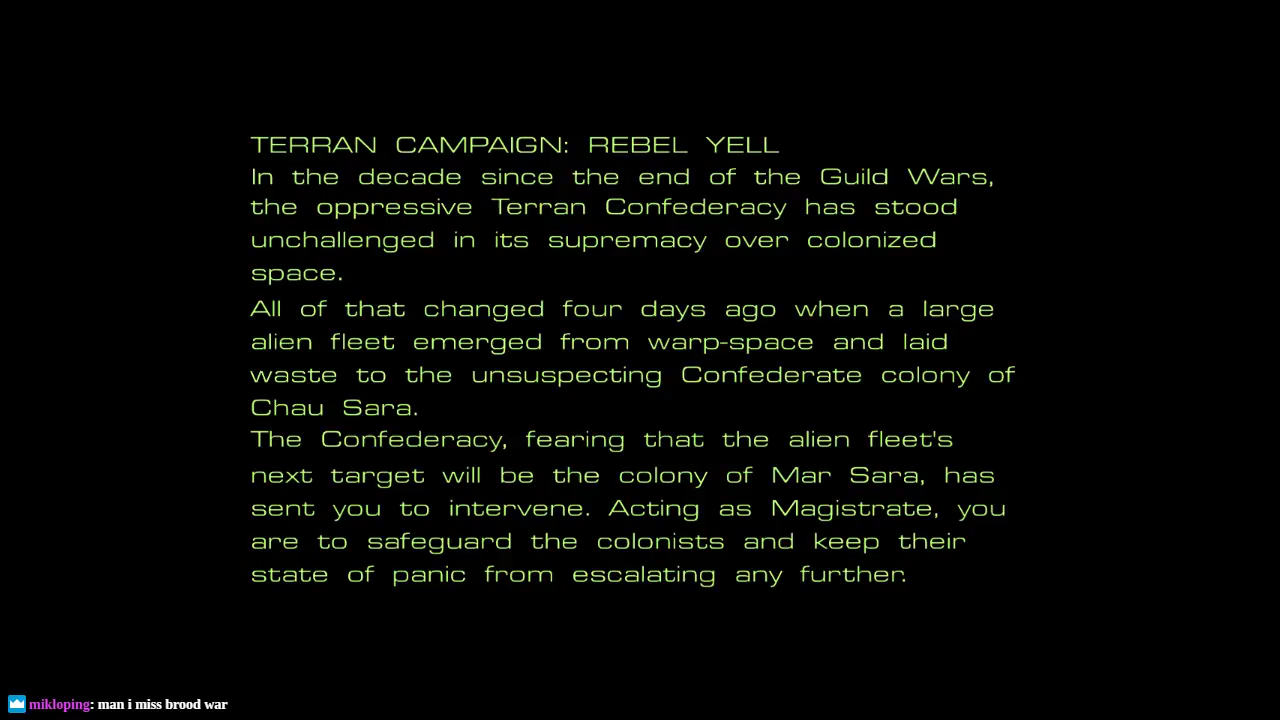 TERRAN CAMPAIGN: REBEL YELL
In the decade since the end of the Guild Wars,
the oppressive Terran Confederacy has stood
unchallenged in its supremacy over colonized
space.
All of that changed four days ago when a large
alien fleet emerged from warp-space and laid
waste to the unsuspecting Confederate colony of
Chau Sara.
The Confederacy, fearing that the alien fleet's
next target will be the colony of Mar Sara, has
sent you to intervene. Acting as Magistrate, you
are to safeguard the colonists and keep their
state of panic from escalating any further.
mikloping: man i miss brood war